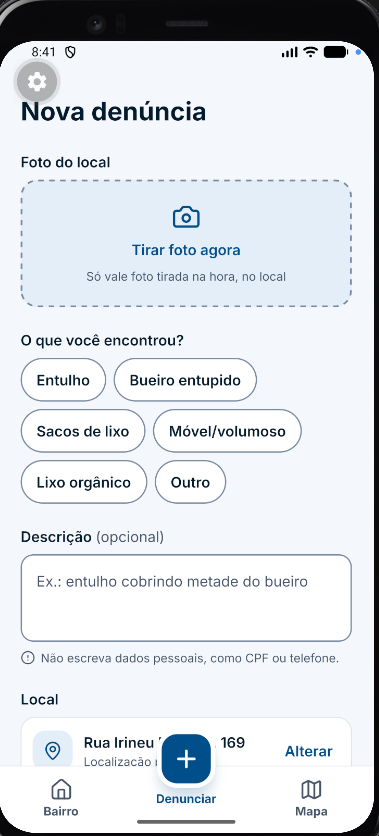 8:41
Nova denúncia
Foto do local
Tirar foto agora
Só vale foto tirada na hora, no local
O que você encontrou?
Entulho
Bueiro entupido
Sacos de lixo
Móvel/volumoso
Lixo orgânico
Outro
Descrição (opcional)
Ex.: entulho cobrindo metade do bueiro
Não escreva dados pessoais, como CPF ou telefone.
Local
Rua Irineu 169
Localização
Alterar
Bairro
Denunciar
Mapa